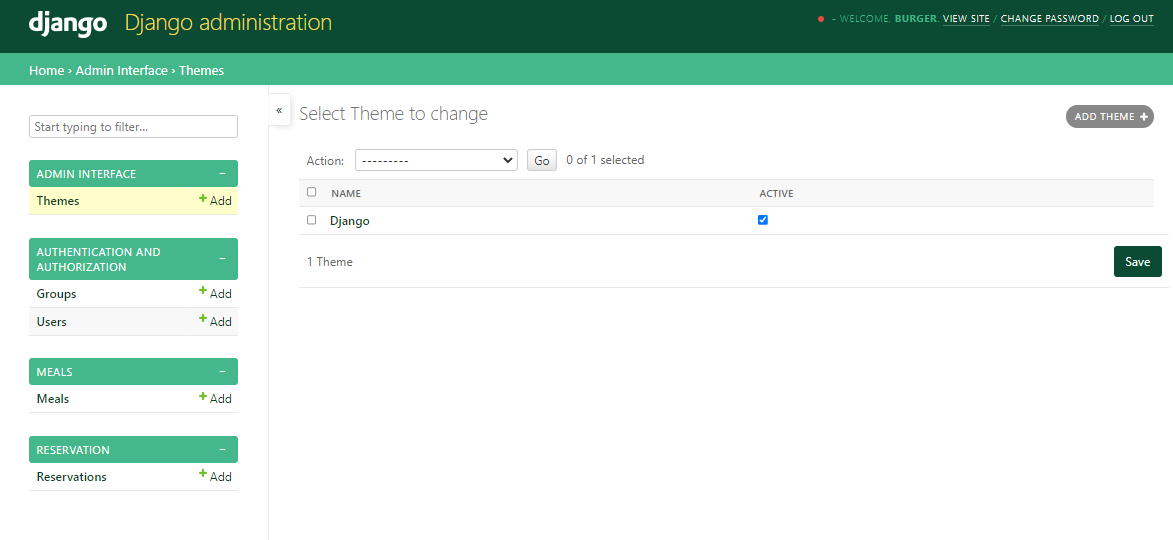 django Django administration
- WELCOME, BURGER. VIEW SITE / CHANGE PASSWORD / LOG OUT
Home › Admin Interface › Themes
Start typing to filter...
ADMIN INTERFACE –
Themes + Add
AUTHENTICATION AND
AUTHORIZATION –
Groups + Add
Users + Add
MEALS –
Meals + Add
RESERVATION –
Reservations + Add
«
Select Theme to change
ADD THEME +
Action: --------- Go 0 of 1 selected
NAME ACTIVE
Django
1 Theme
Save